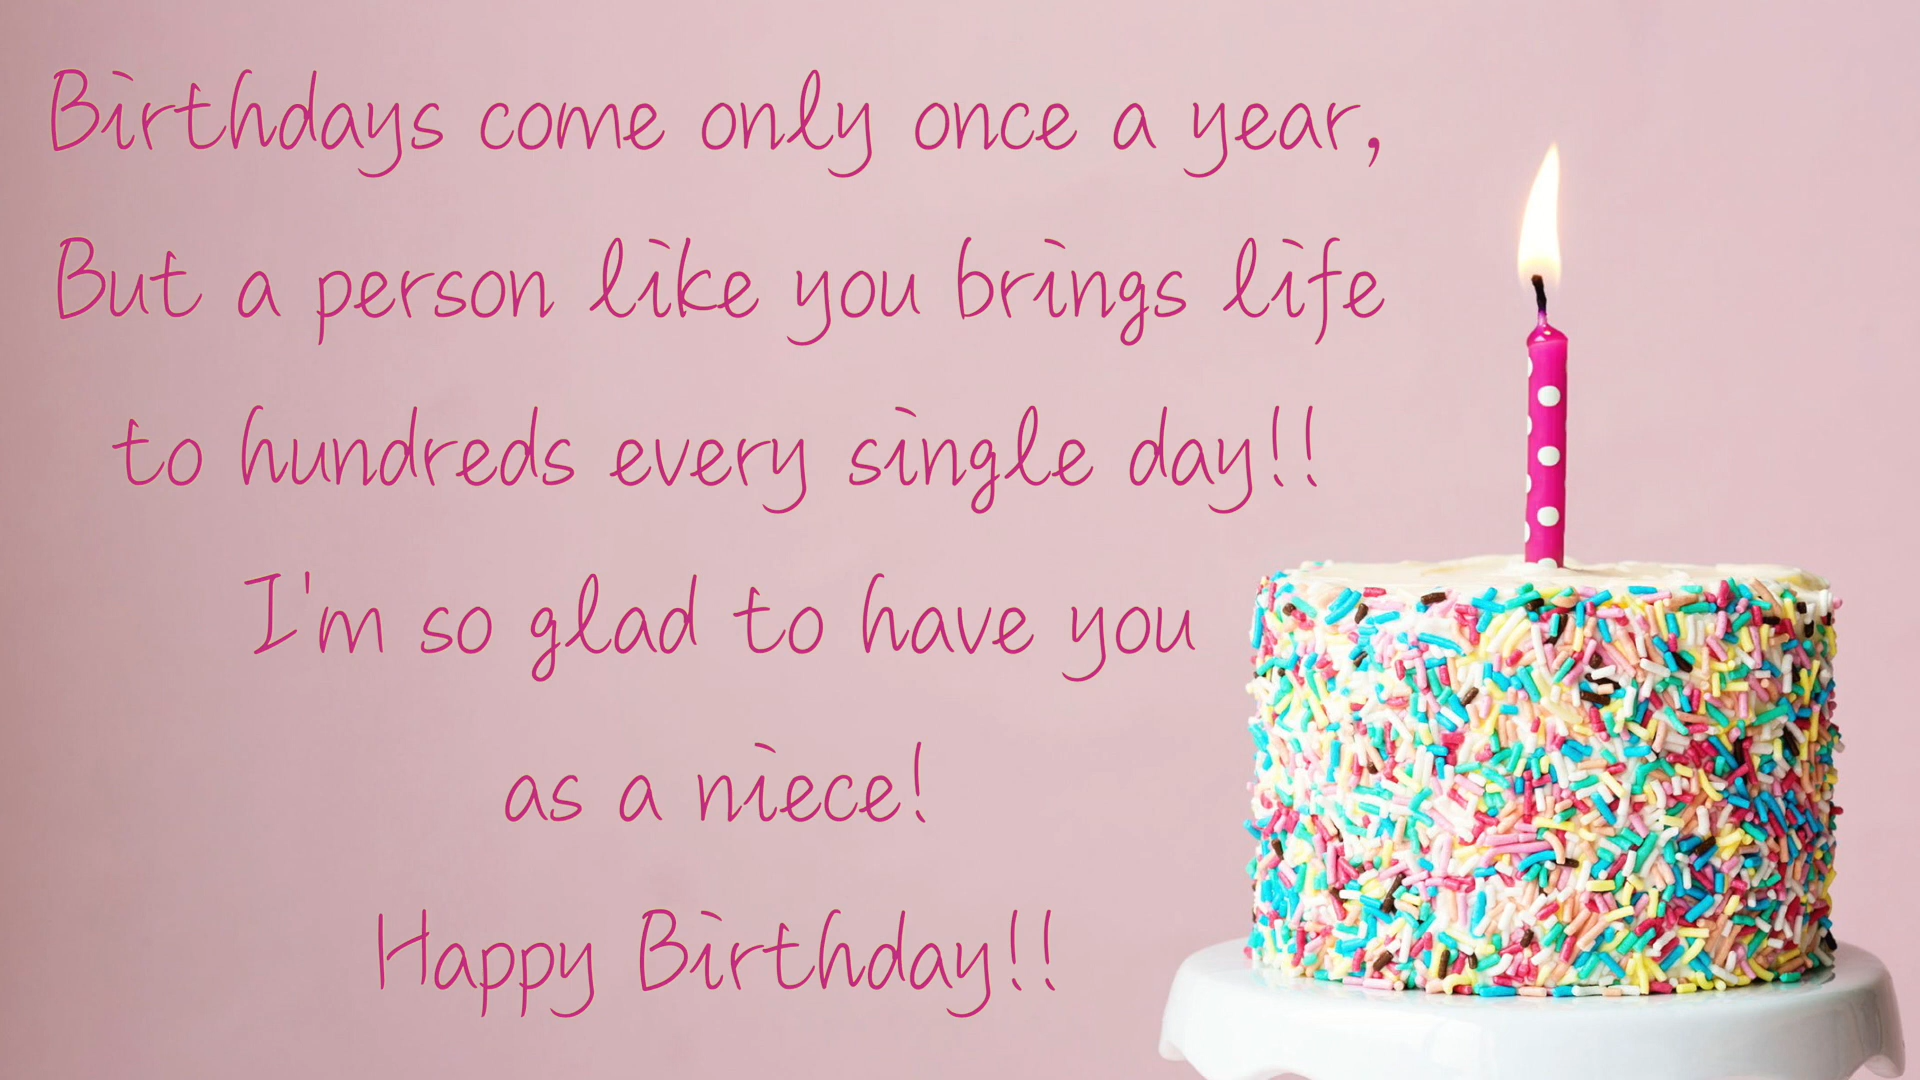 Birthdays come only once a year,
But a person like you brings life
to hundreds every single day!!
I'm so glad to have you
as a niece!
Happy Birthday!!